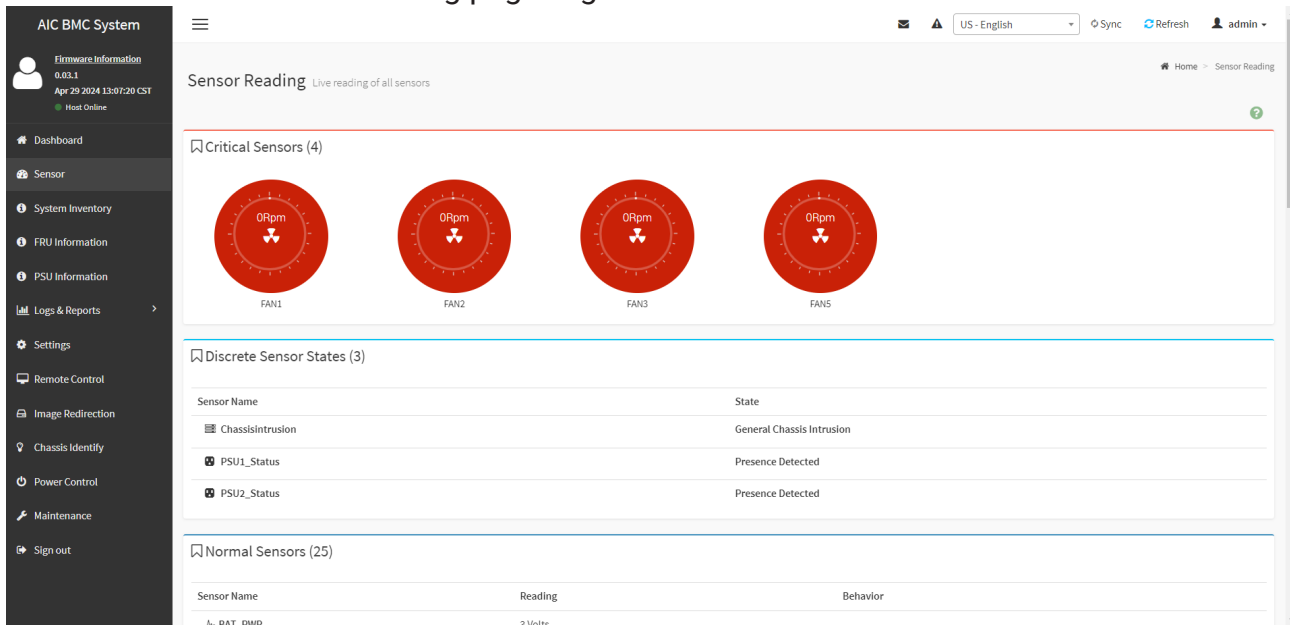 AIC BMC System
US - English
Sync
Refresh
admin
Firmware Information
0.03.1
Apr 29 2024 13:07:20 CST
Host Online
Dashboard
Sensor
System Inventory
FRU Information
PSU Information
Logs & Reports
Settings
Remote Control
Image Redirection
Chassis Identify
Power Control
Maintenance
Sign out
Sensor Reading Live reading of all sensors
Home > Sensor Reading
Critical Sensors (4)
0Rpm 0Rpm 0Rpm 0Rpm
FAN1 FAN2 FAN3 FAN5
Discrete Sensor States (3)
Sensor Name State
Chassisintrusion General Chassis Intrusion
PSU1_Status Presence Detected
PSU2_Status Presence Detected
Normal Sensors (25)
Sensor Name Reading Behavior
BAT_PWR 3 Volts